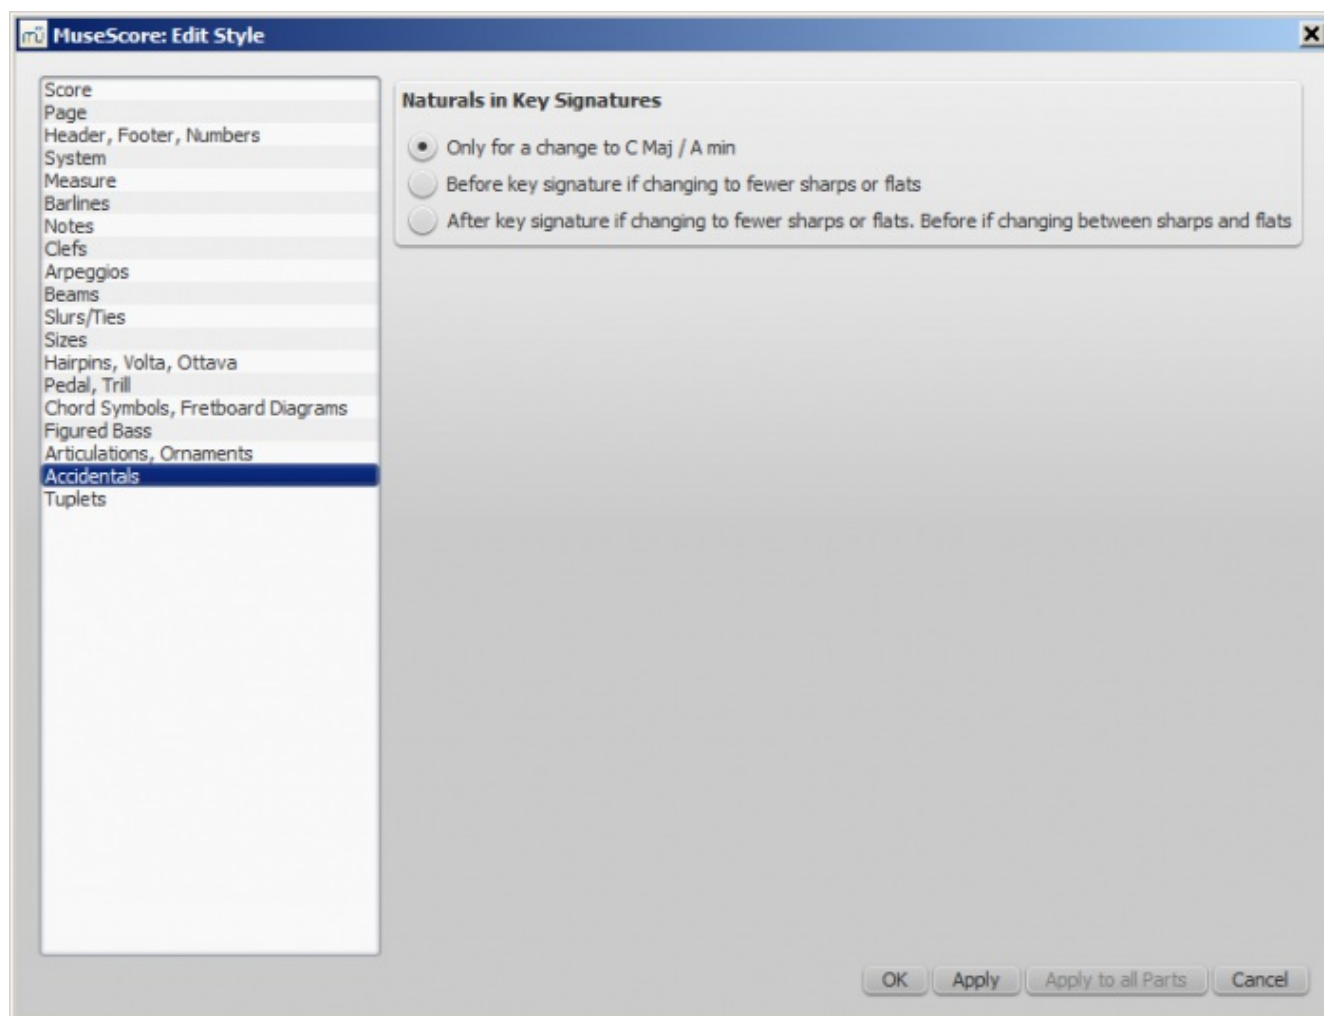 mū MuseScore: Edit Style
Score
Page
Header, Footer, Numbers
System
Measure
Barlines
Notes
Clefs
Arpeggios
Beams
Slurs/Ties
Sizes
Hairpins, Volta, Ottava
Pedal, Trill
Chord Symbols, Fretboard Diagrams
Figured Bass
Articulations, Ornaments
Accidentals
Tuplets
Naturals in Key Signatures
Only for a change to C Maj / A min
Before key signature if changing to fewer sharps or flats
After key signature if changing to fewer sharps or flats. Before if changing between sharps and flats
OK Apply Apply to all Parts Cancel